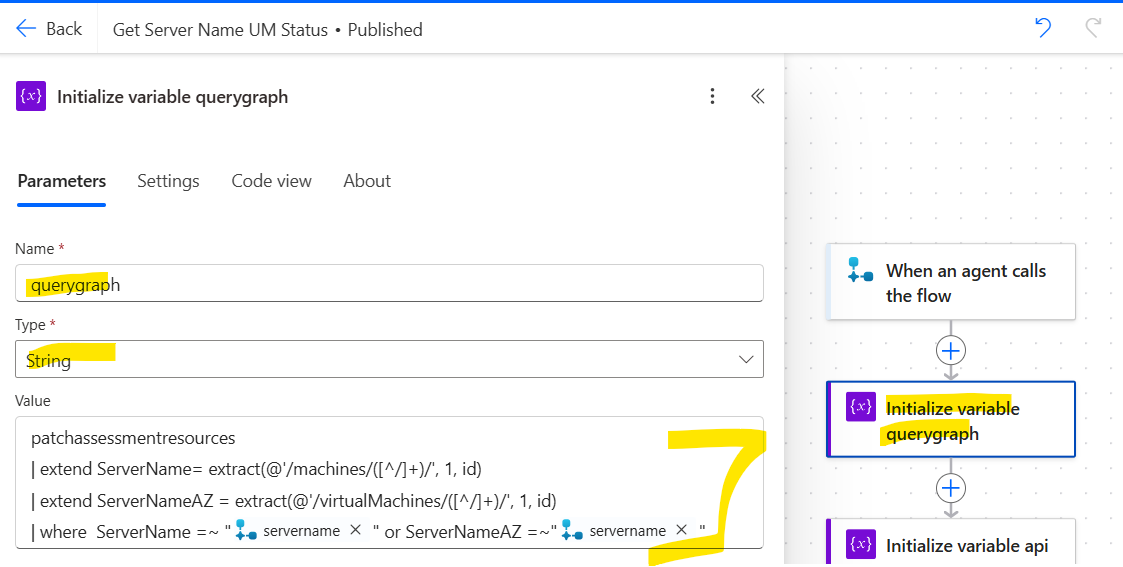 Back
Get Server Name UM Status • Published
{x} Initialize variable querygraph
Parameters Settings Code view About
Name *
querygraph
Type *
String
Value
patchassessmentresources
| extend ServerName= extract(@'/machines/([^/]+)/', 1, id)
| extend ServerNameAZ = extract(@'/virtualMachines/([^/]+)/', 1, id)
| where  ServerName =~ " servername × " or ServerNameAZ =~" servername × "
When an agent calls
the flow
{x} Initialize variable
querygraph
{x} Initialize variable api